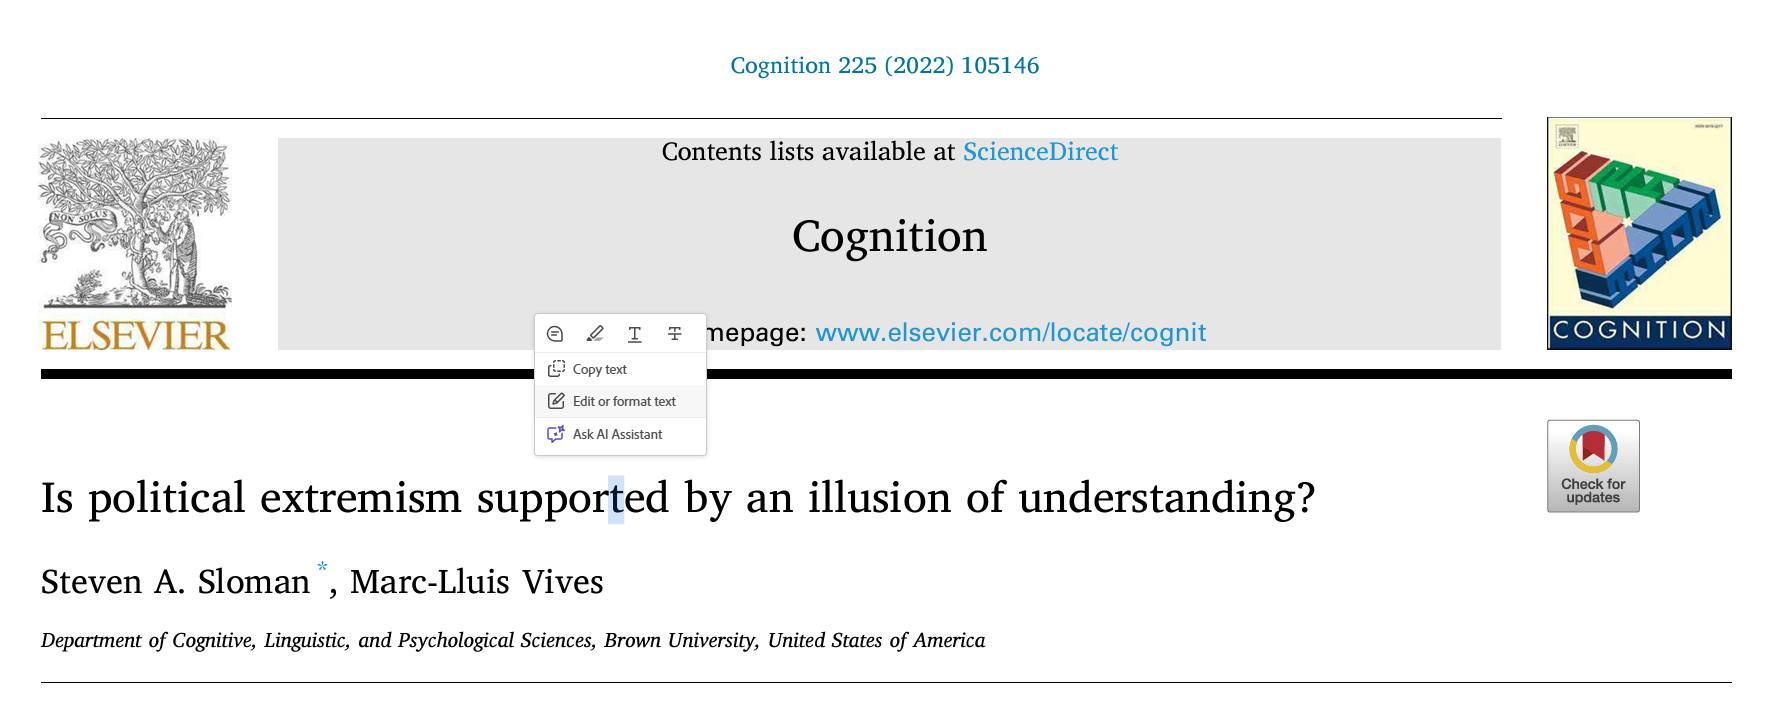 Cognition 225 (2022) 105146
Contents lists available at ScienceDirect
NON SOLUS
Cognition
mepage: www.elsevier.com/locate/cognit
ELSEVIER
ELSEVIER
COGNITION
COGNITION
Copy text
Edit or format text
Ask AI Assistant
Check for
updates
Is political extremism supported by an illusion of understanding?
Steven A. Sloman *, Marc-Lluis Vives
Department of Cognitive, Linguistic, and Psychological Sciences, Brown University, United States of America